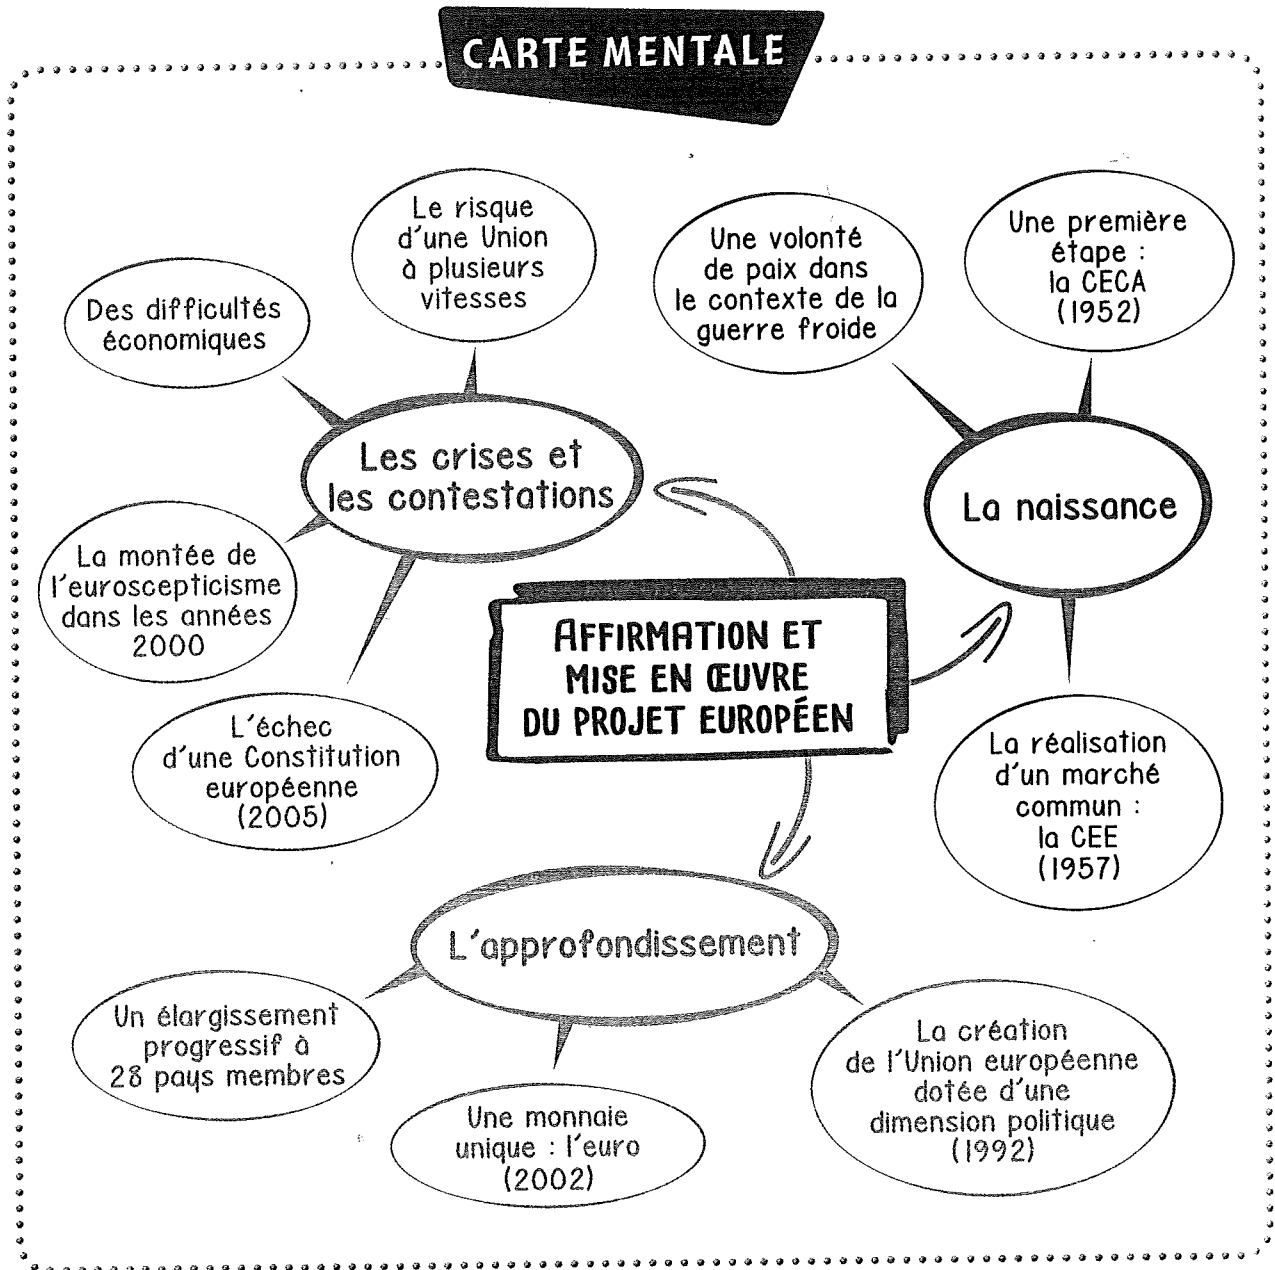 CARTE MENTALE
Le risque
d'une Union
à plusieurs
vitesses
Des difficultés
économiques
Les crises et
les contestations
La montée de
l'euroscepticisme
dans les années
2000
L'échec
d'une Constitution
européenne
(2005)
Une volonté
de paix dans
le contexte de la
guerre froide
Une première
étape :
la CECA
(1952)
La naissance
La réalisation
d'un marché
commun :
la CEE
(1957)
AFFIRMATION ET
MISE EN ŒUVRE
DU PROJET EUROPÉEN
L'approfondissement
Un élargissement
progressif à
28 pays membres
Une monnaie
unique : l'euro
(2002)
La création
de l'Union européenne
dotée d'une
dimension politique
(1992)